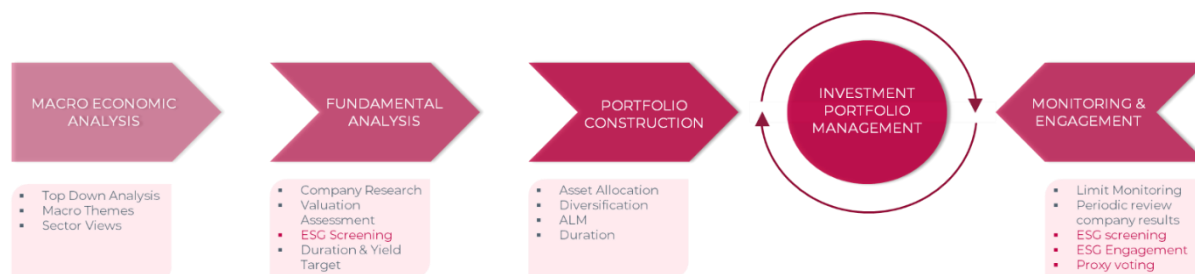 MACRO ECONOMIC
ANALYSIS
Top Down Analysis
Macro Themes
Sector Views
FUNDAMENTAL
ANALYSIS
Company Research
Valuation
Assessment
ESG Screening
Duration & Yield
Target
PORTFOLIO
CONSTRUCTION
Asset Allocation
Diversification
ALM
Duration
INVESTMENT
PORTFOLIO
MANAGEMENT
MONITORING &
ENGAGEMENT
Limit Monitoring
Periodic review
company results
ESG screening
ESG Engagement
Proxy voting